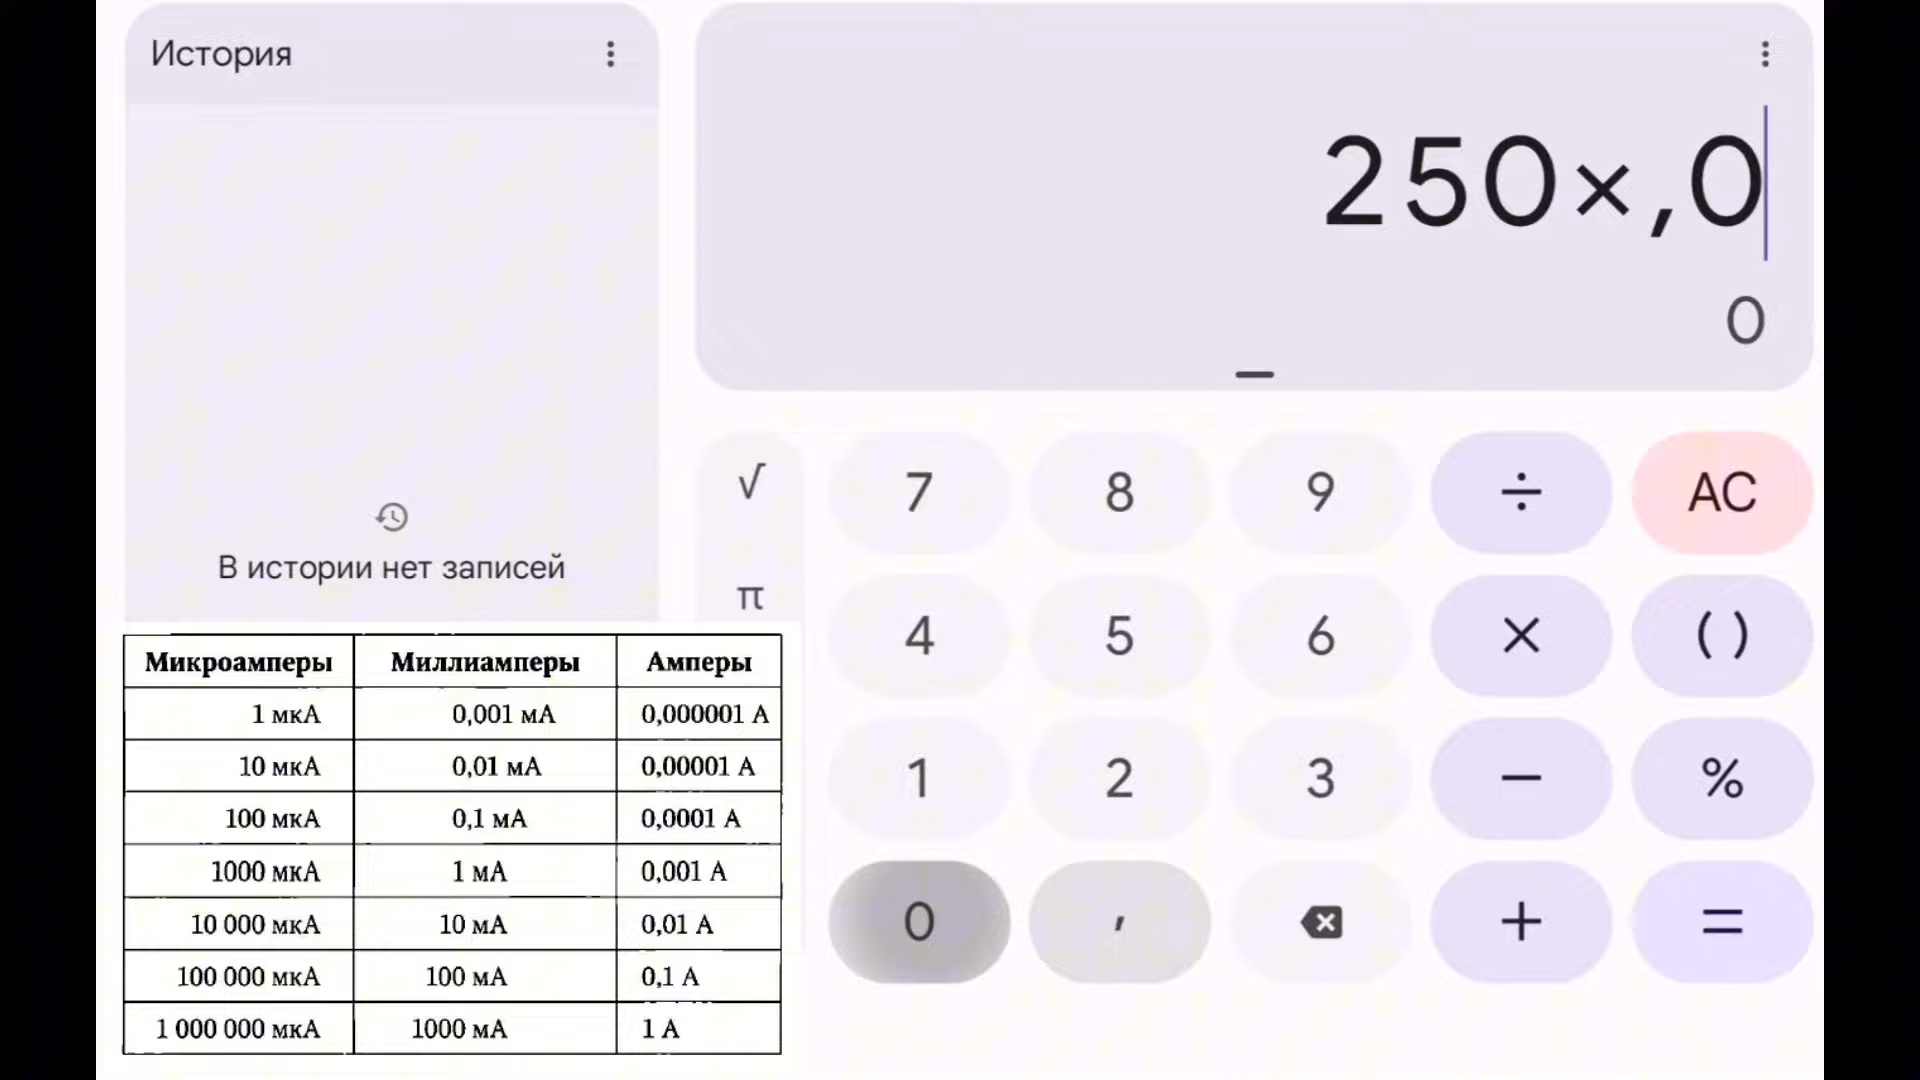 История
250×,0
0
В истории нет записей
√ 7 8 9 ÷ AC
π 4 5 6 × ( )
1 2 3 − %
0 , + =
Микроамперы Миллиамперы Амперы
1 мкА 0,001 мА 0,000001 А
10 мкА 0,01 мА 0,00001 А
100 мкА 0,1 мА 0,0001 А
1000 мкА 1 мА 0,001 А
10 000 мкА 10 мА 0,01 А
100 000 мкА 100 мА 0,1 А
1 000 000 мкА 1000 мА 1 А